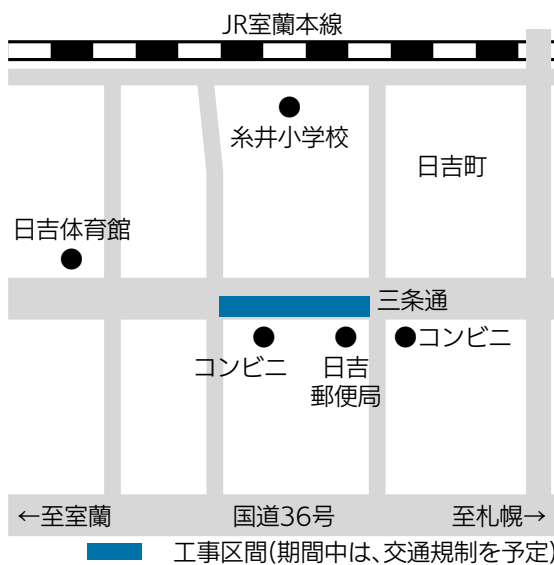 JR室蘭本線
糸井小学校
日吉町
日吉体育館
三条通
コンビニ
日吉
郵便局
コンビニ
←至室蘭
国道36号
至札幌→
工事区間(期間中は、交通規制を予定)